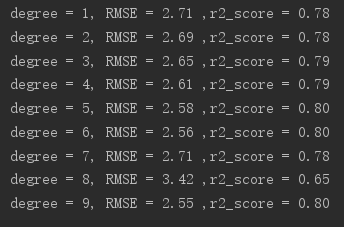 degree = 1, RMSE = 2.71 ,r2_score = 0.78
degree = 2, RMSE = 2.69 ,r2_score = 0.78
degree = 3, RMSE = 2.65 ,r2_score = 0.79
degree = 4, RMSE = 2.61 ,r2_score = 0.79
degree = 5, RMSE = 2.58 ,r2_score = 0.80
degree = 6, RMSE = 2.56 ,r2_score = 0.80
degree = 7, RMSE = 2.71 ,r2_score = 0.78
degree = 8, RMSE = 3.42 ,r2_score = 0.65
degree = 9, RMSE = 2.55 ,r2_score = 0.80